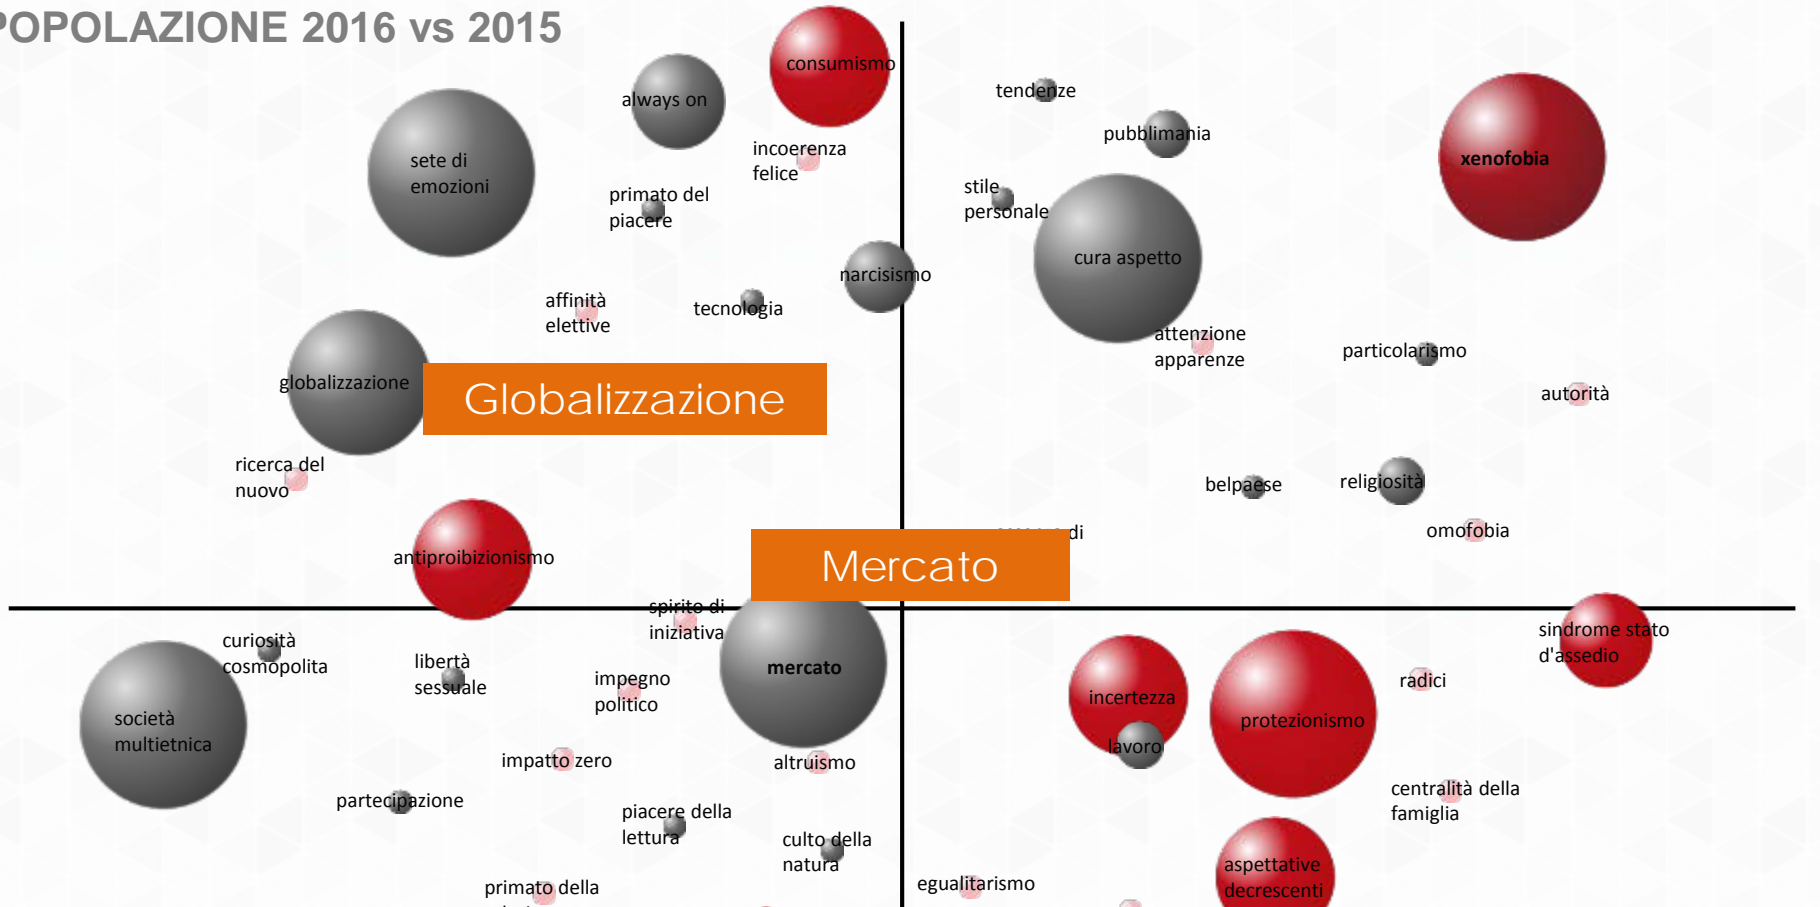 POPOLAZIONE 2016 vs 2015
consumismo
always on
tendenze
pubblimania
incoerenza
felice
xenofobia
sete di
emozioni
primato del
piacere
stile
personale
cura aspetto
narcisismo
affinità
elettive
tecnologia
attenzione
apparenze
particolarismo
globalizzazione
Globalizzazione
autorità
ricerca del
nuovo
belpaese
religiosità
di
omofobia
antiproibizionismo
Mercato
spirito di
iniziativa
sindrome stato
d'assedio
curiosità
cosmopolita
libertà
sessuale
impegno
politico
mercato
incertezza
radici
società
multietnica
protezionismo
lavoro
impatto zero
altruismo
centralità della
famiglia
partecipazione
piacere della
lettura
culto della
natura
aspettative
decrescenti
primato della
egualitarismo